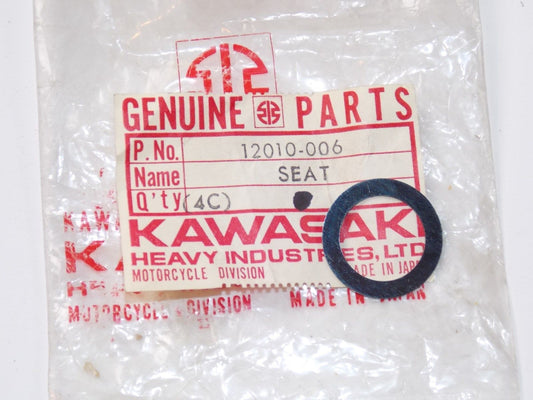 GENUINE PARTS
P. No. 12010-006
Name SEAT
Q'ty (4C)
KAWASAKI
HEAVY INDUSTRIES, LTD
MOTORCYCLE DIVISION MADE IN JAPAN
MOTORCYCLE DIVISION MADE IN JAPAN